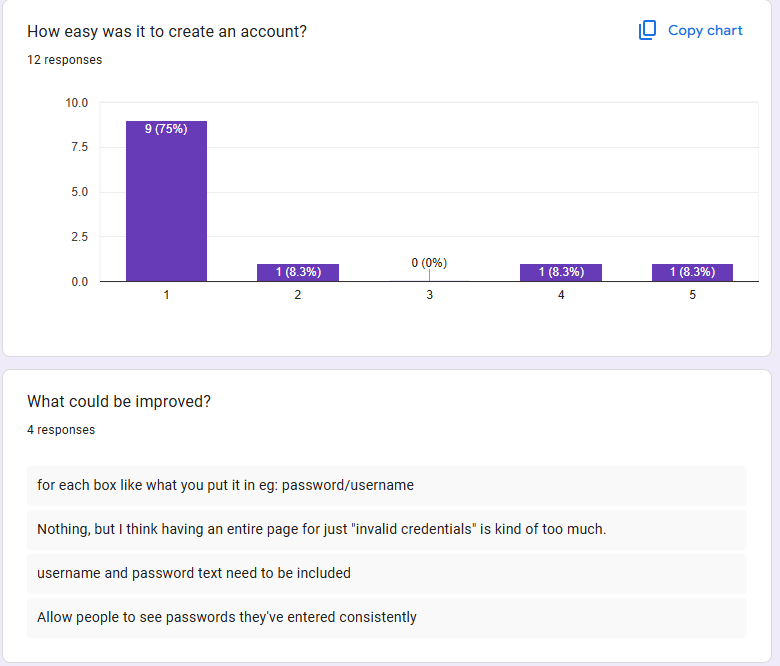 How easy was it to create an account?
Copy chart
12 responses
10.0
7.5
5.0
2.5
0.0
9 (75%)
1 (8.3%)
0 (0%)
1 (8.3%)
1 (8.3%)
1
2
3
4
5
What could be improved?
4 responses
for each box like what you put it in eg: password/username
Nothing, but I think having an entire page for just "invalid credentials" is kind of too much.
username and password text need to be included
Allow people to see passwords they've entered consistently